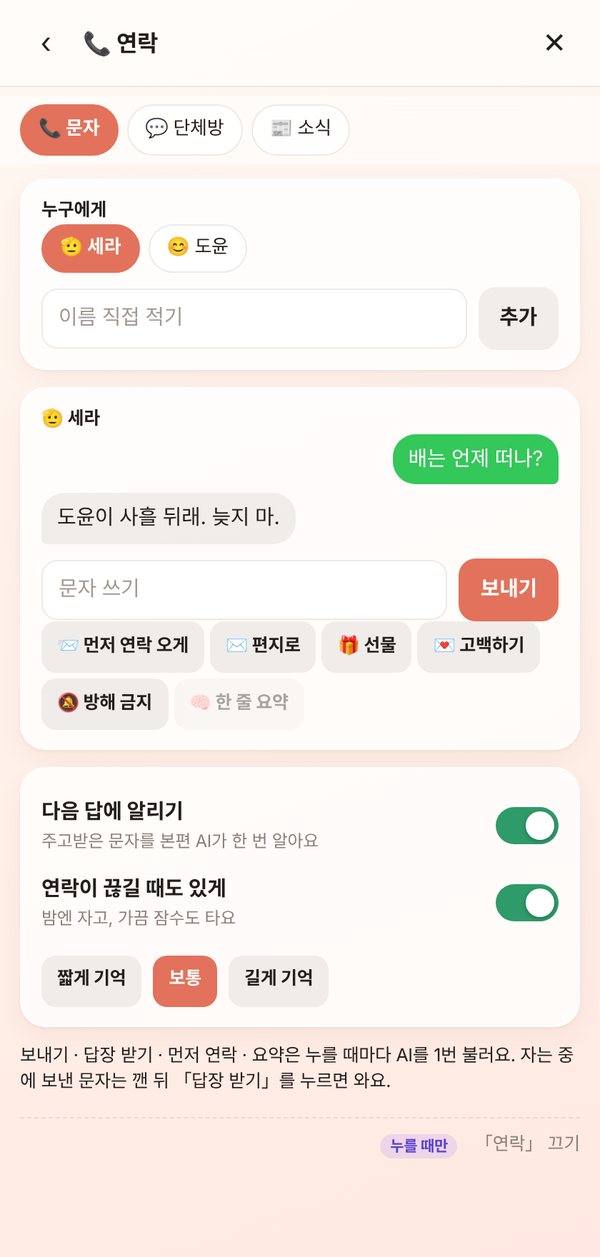 연락
문자
단체방
소식
누구에게
세라
도윤
이름 직접 적기
추가
세라
배는 언제 떠나?
도윤이 사흘 뒤래. 늦지 마.
문자 쓰기
보내기
먼저 연락 오게
편지로
선물
고백하기
방해 금지
한 줄 요약
다음 답에 알리기
주고받은 문자를 본편 AI가 한 번 알아요
연락이 끊길 때도 있게
밤엔 자고, 가끔 잠수도 타요
짧게 기억
보통
길게 기억
보내기 · 답장 받기 · 먼저 연락 · 요약은 누를 때마다 AI를 1번 불러요. 자는 중
에 보낸 문자는 깬 뒤 「답장 받기」를 누르면 와요.
누를 때만
「연락」 끄기